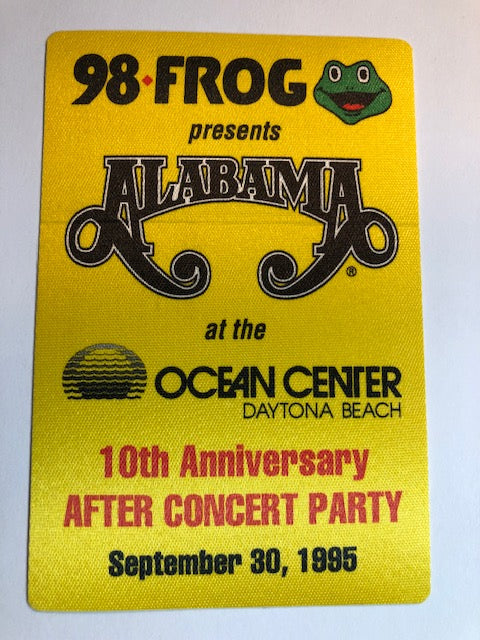 98•FROG
presents
ALABAMA
®
at the
OCEAN CENTER
DAYTONA BEACH
10th Anniversary
AFTER CONCERT PARTY
September 30, 1995